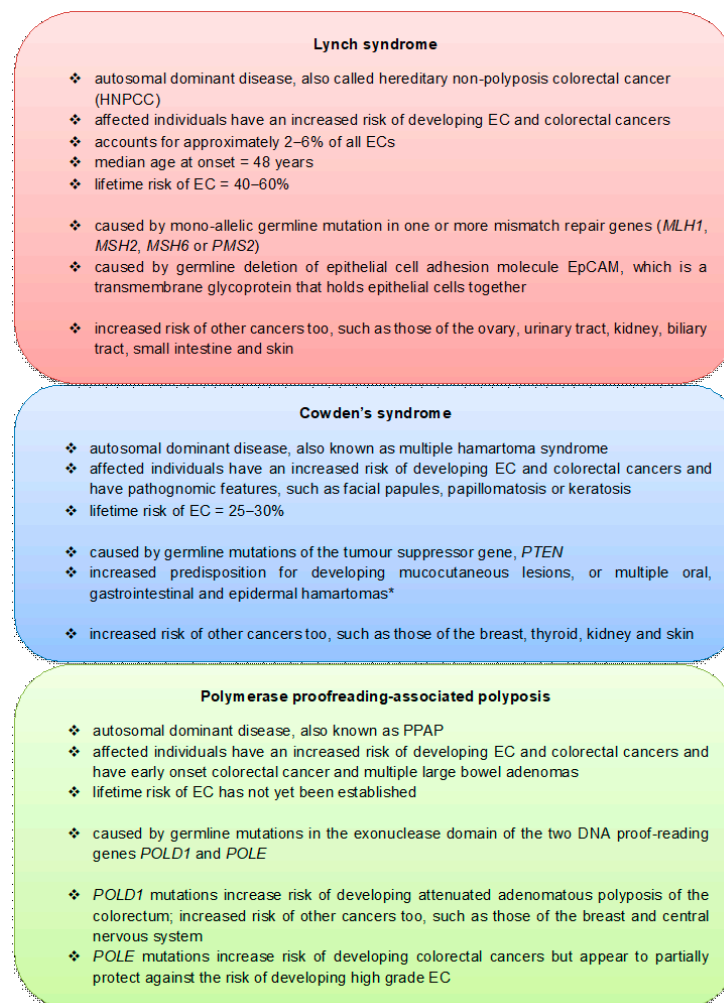 Lynch syndrome
❖ autosomal dominant disease, also called hereditary non-polyposis colorectal cancer
(HNPCC)
❖ affected individuals have an increased risk of developing EC and colorectal cancers
❖ accounts for approximately 2–6% of all ECs
❖ median age at onset = 48 years
❖ lifetime risk of EC = 40–60%
❖ caused by mono-allelic germline mutation in one or more mismatch repair genes (MLH1,
MSH2, MSH6 or PMS2)
❖ caused by germline deletion of epithelial cell adhesion molecule EpCAM, which is a
transmembrane glycoprotein that holds epithelial cells together
❖ increased risk of other cancers too, such as those of the ovary, urinary tract, kidney, biliary
tract, small intestine and skin
Cowden's syndrome
❖ autosomal dominant disease, also known as multiple hamartoma syndrome
❖ affected individuals have an increased risk of developing EC and colorectal cancers and
have pathognomic features, such as facial papules, papillomatosis or keratosis
❖ lifetime risk of EC = 25–30%
❖ caused by germline mutations of the tumour suppressor gene, PTEN
❖ increased predisposition for developing mucocutaneous lesions, or multiple oral,
gastrointestinal and epidermal hamartomas*
❖ increased risk of other cancers too, such as those of the breast, thyroid, kidney and skin
Polymerase proofreading-associated polyposis
❖ autosomal dominant disease, also known as PPAP
❖ affected individuals have an increased risk of developing EC and colorectal cancers and
have early onset colorectal cancer and multiple large bowel adenomas
❖ lifetime risk of EC has not yet been established
❖ caused by germline mutations in the exonuclease domain of the two DNA proof-reading
genes POLD1 and POLE
❖ POLD1 mutations increase risk of developing attenuated adenomatous polyposis of the
colorectum; increased risk of other cancers too, such as those of the breast and central
nervous system
❖ POLE mutations increase risk of developing colorectal cancers but appear to partially
protect against the risk of developing high grade EC